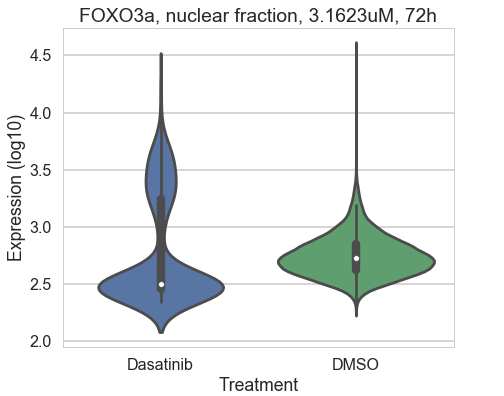 FOXO3a, nuclear fraction, 3.1623uM, 72h
Expression (log10)
4.5
4.0
3.5
3.0
2.5
2.0
Dasatinib DMSO
Treatment